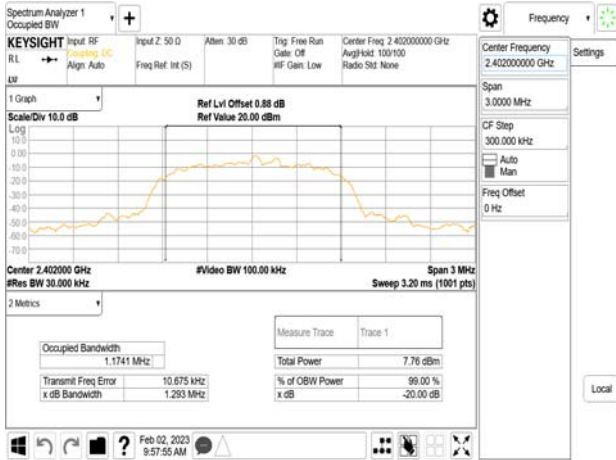 Spectrum Analyzer 1
Occupied BW
Frequency
KEYSIGHT Input: RF Input Z: 50 Ω Atten: 30 dB Trig: Free Run Center Freq: 2.402000000 GHz
Coupling: DC Gate: Off Avg|Hold: 100/100
RL Align: Auto Freq Ref: Int (S) #IF Gain: Low Radio Std: None
LXI
Center Frequency
2.402000000 GHz
Settings
Span
3.0000 MHz
CF Step
300.000 kHz
Auto
Man
Freq Offset
0 Hz
Local
1 Graph
Ref Lvl Offset 0.88 dB
Scale/Div 10.0 dB Ref Value 20.00 dBm
Log
10.0
0.00
-10.0
-20.0
-30.0
-40.0
-50.0
-60.0
-70.0
Center 2.402000 GHz #Video BW 100.00 kHz Span 3 MHz
#Res BW 30.000 kHz Sweep 3.20 ms (1001 pts)
2 Metrics
Measure Trace Trace 1
Occupied Bandwidth
1.1741 MHz Total Power 7.76 dBm
Transmit Freq Error 10.675 kHz % of OBW Power 99.00 %
x dB Bandwidth 1.293 MHz x dB -20.00 dB
Feb 02, 2023
9:57:55 AM